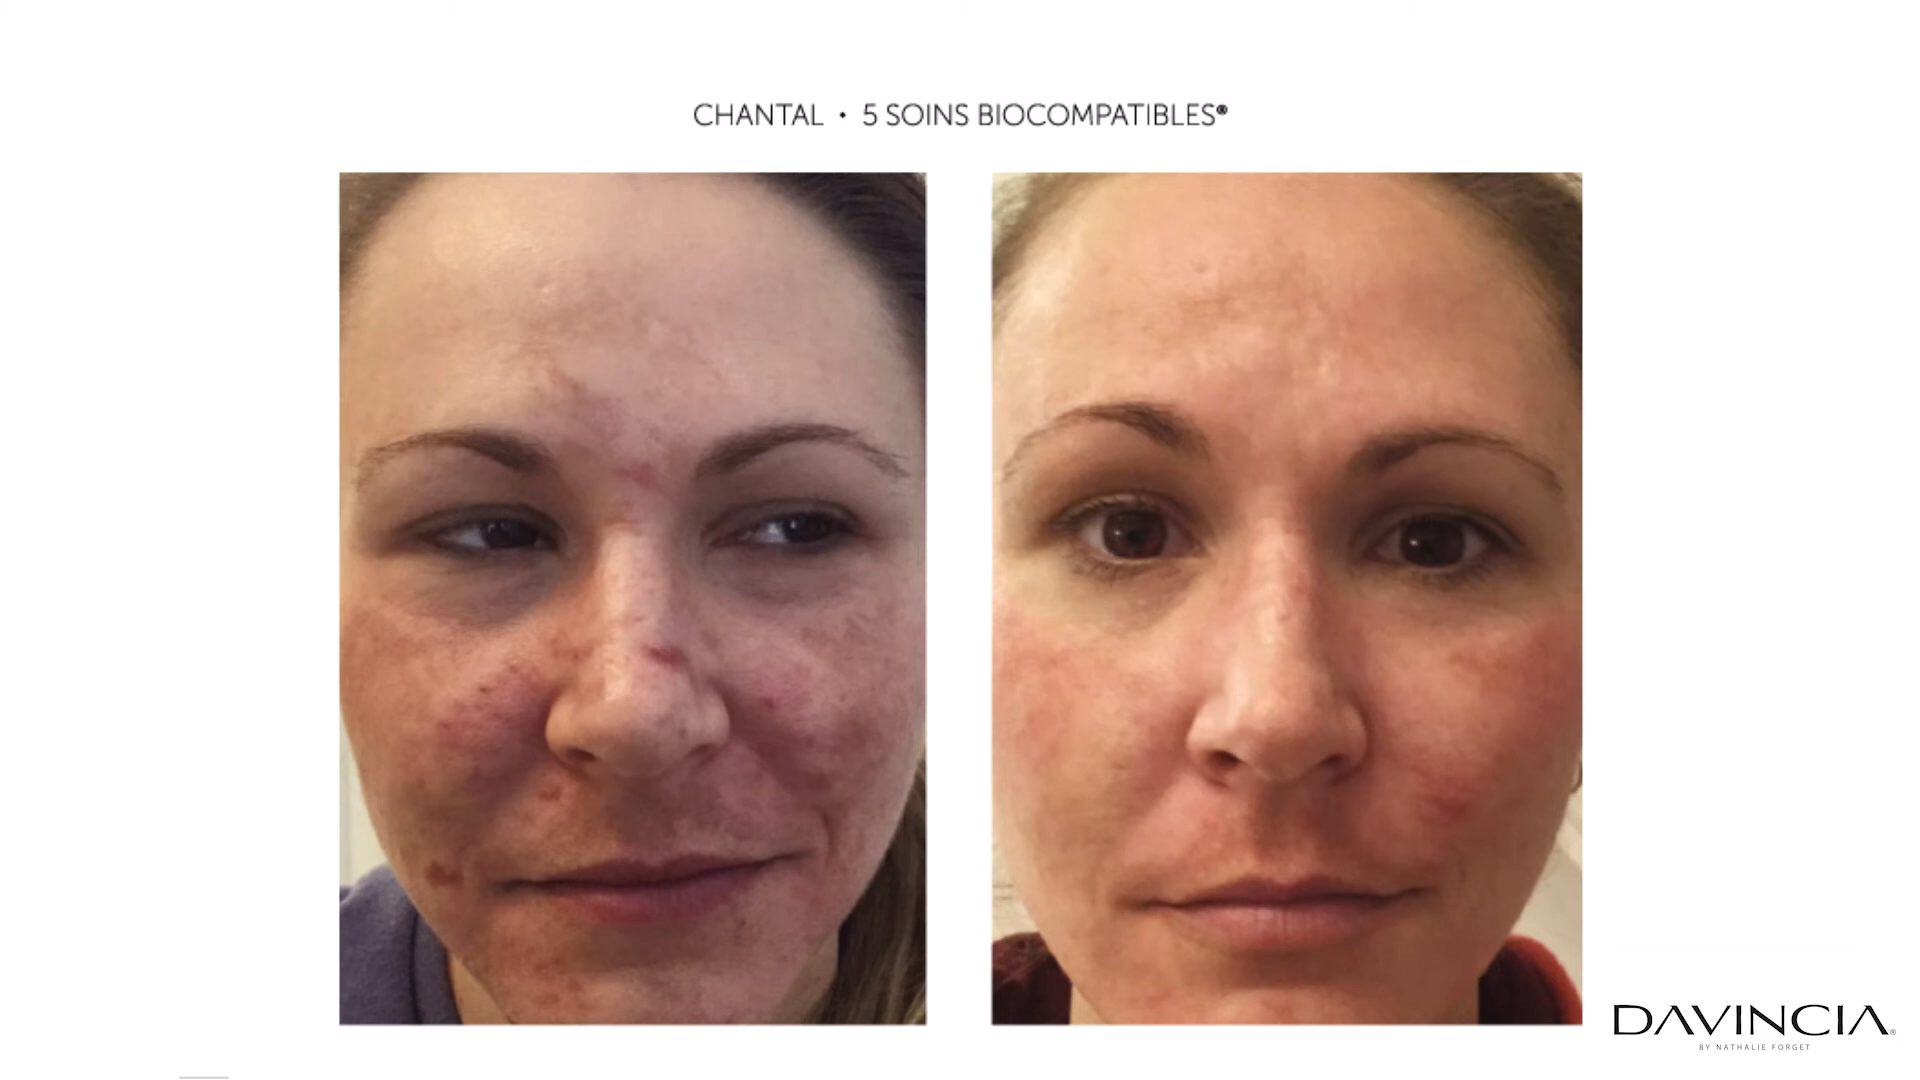 CHANTAL • 5 SOINS BIOCOMPATIBLES®
DAVINCIA®
BY NATHALIE FORGET